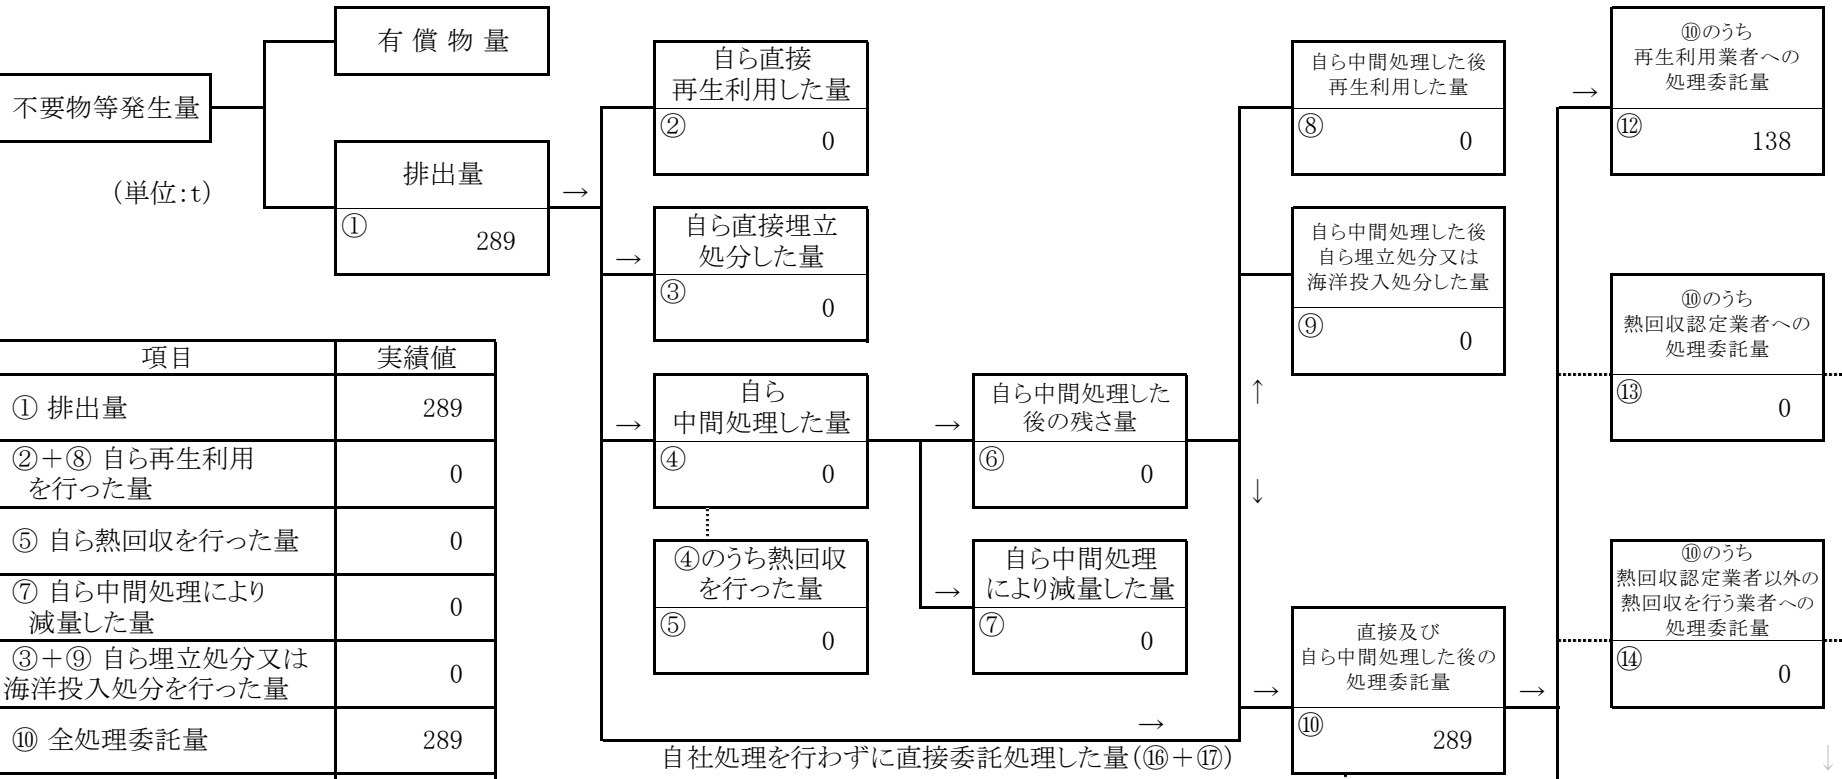 有 償 物 量
不要物等発生量
(単位:t)
排出量
①
289
→
自ら直接
再生利用した量
②
0
→
自ら直接埋立
処分した量
③
0
→
自ら
中間処理した量
④
0
④のうち熱回収
を行った量
⑤
0
→
自ら中間処理した
後の残さ量
⑥
0
→
自ら中間処理
により減量した量
⑦
0
→
自社処理を行わずに直接委託処理した量(⑯+⑰)
↑
↓
自ら中間処理した後
再生利用した量
⑧
0
自ら中間処理した後
自ら埋立処分又は
海洋投入処分した量
⑨
0
→
直接及び
自ら中間処理した後の
処理委託量
⑩
289
→
→
⑩のうち
再生利用業者への
処理委託量
⑫
138
⑩のうち
熱回収認定業者への
処理委託量
⑬
0
⑩のうち
熱回収認定業者以外の
熱回収を行う業者への
処理委託量
⑭
0
↓
項目 実績値
① 排出量 289
②+⑧ 自ら再生利用
を行った量 0
⑤ 自ら熱回収を行った量 0
⑦ 自ら中間処理により
減量した量 0
③+⑨ 自ら埋立処分又は
海洋投入処分を行った量 0
⑩ 全処理委託量 289